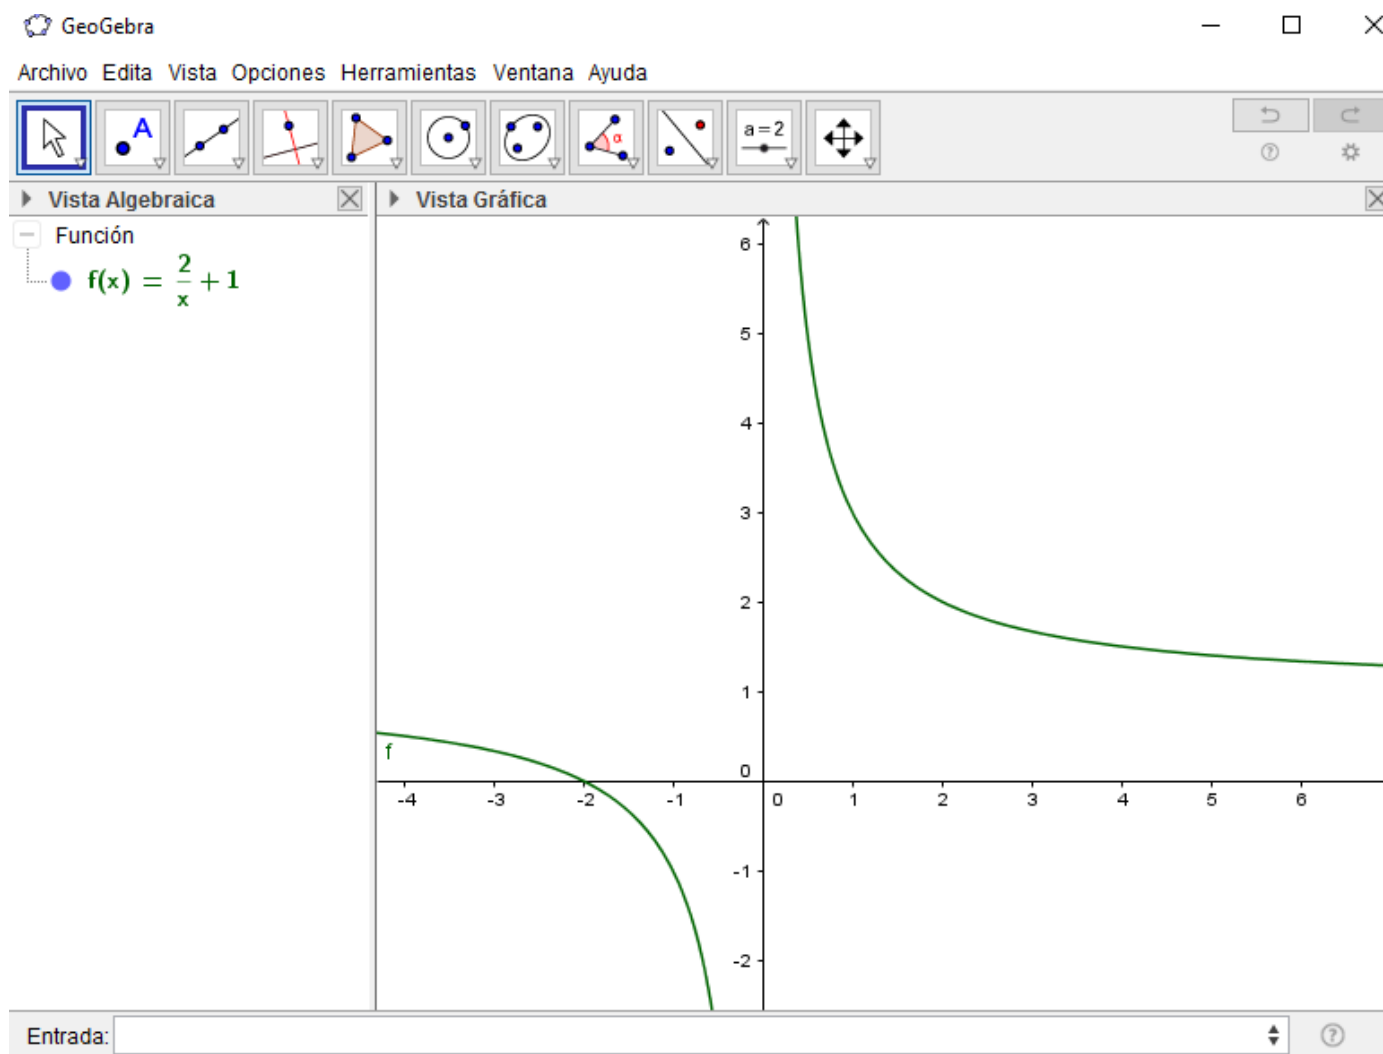 GeoGebra
Archivo Edita Vista Opciones Herramientas Ventana Ayuda
A
α
a = 2
Vista Algebraica
Vista Gráfica
Función
f(x) = 2/x + 1
6
5
4
3
2
1
0
-1
-2
-4 -3 -2 -1 0 1 2 3 4 5 6
f
Entrada: